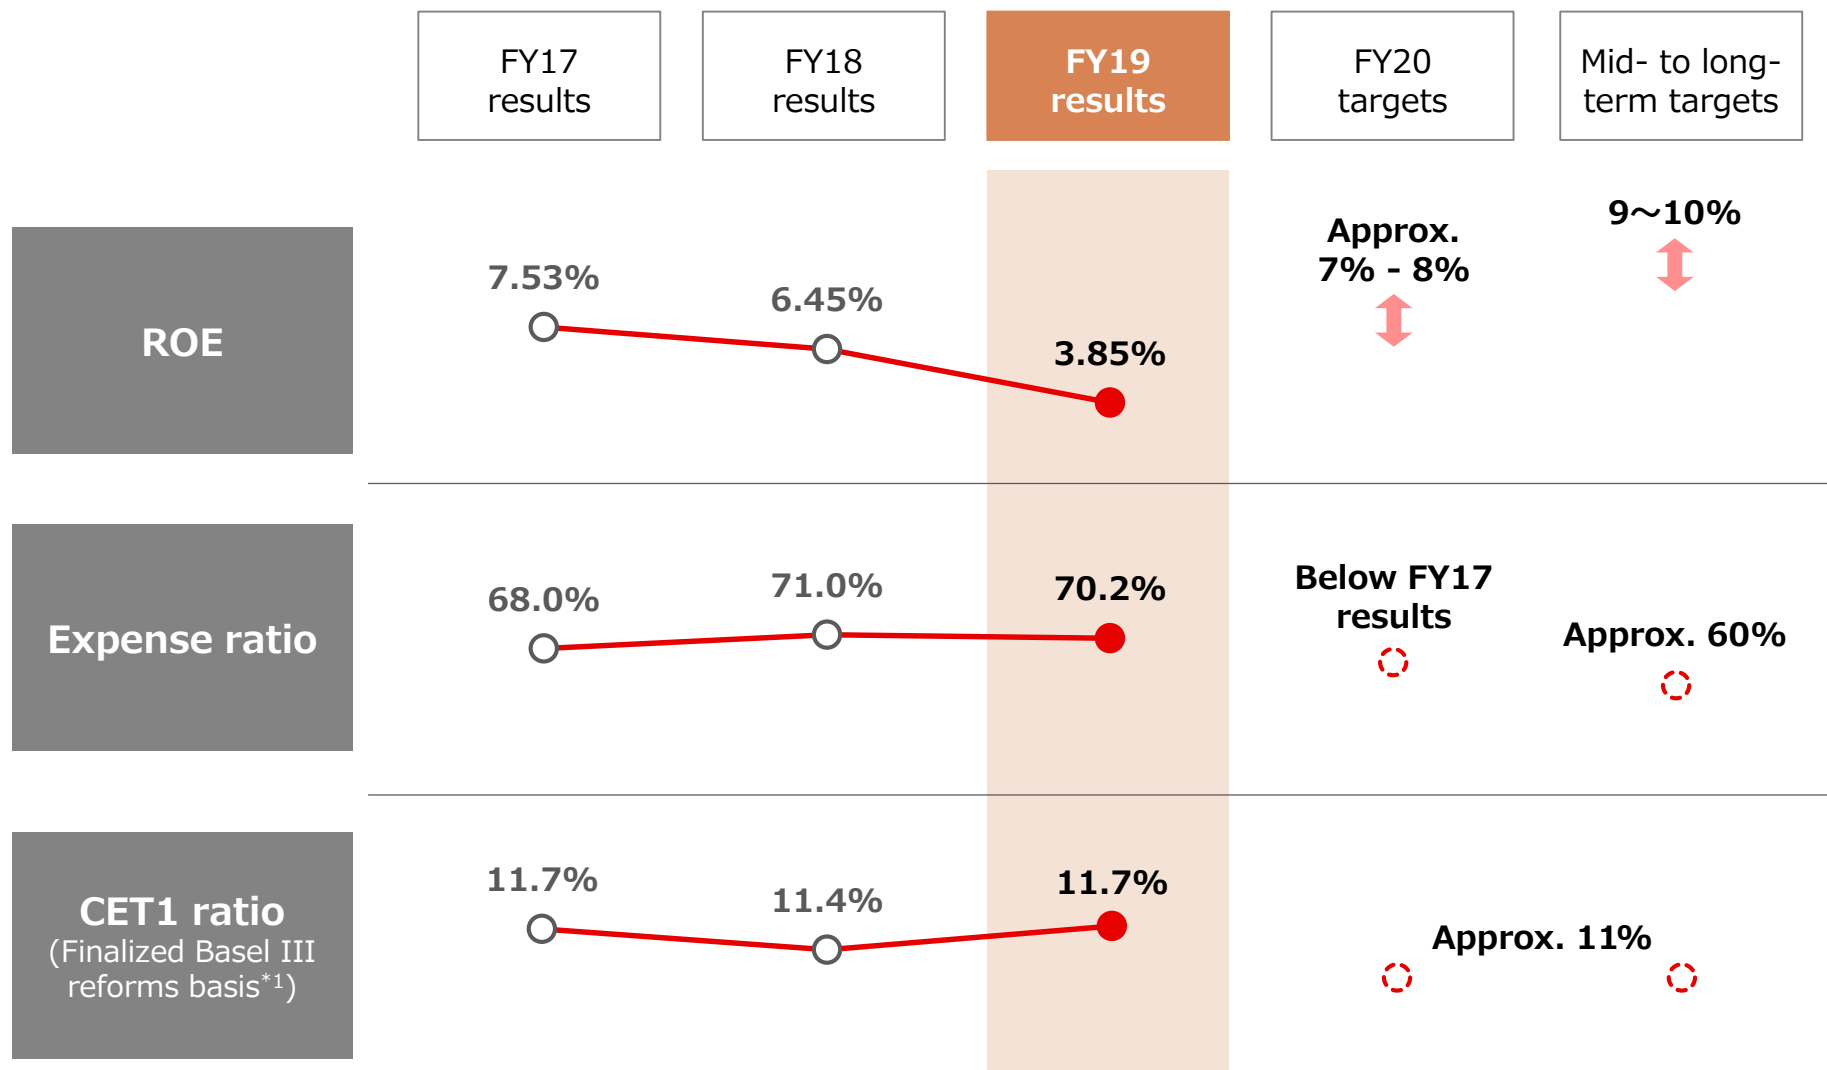 FY17
results
FY18
results
FY19
results
FY20
targets
Mid- to long-
term targets
ROE
7.53%
6.45%
3.85%
Approx.
7% - 8%
9～10%
Expense ratio
68.0%
71.0%
70.2%
Below FY17
results
Approx. 60%
CET1 ratio
(Finalized Basel III
reforms basis*1)
11.7%
11.4%
11.7%
Approx. 11%